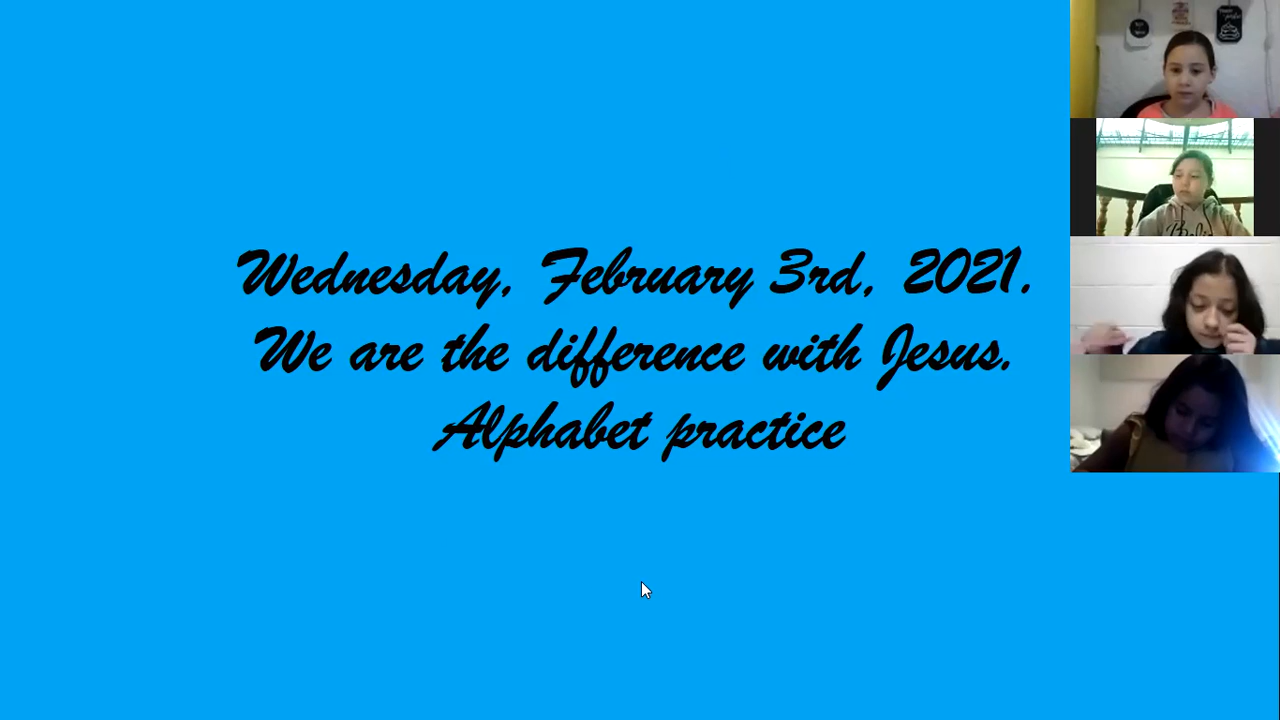 Wednesday, February 3rd, 2021.
We are the difference with Jesus.
Alphabet practice